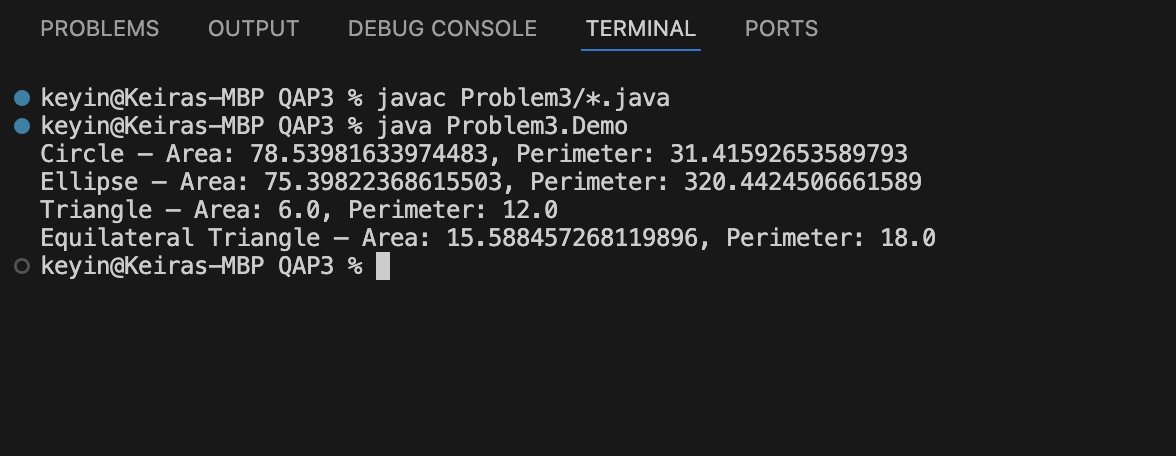 PROBLEMS OUTPUT DEBUG CONSOLE TERMINAL PORTS
keyin@Keiras-MBP QAP3 % javac Problem3/*.java
keyin@Keiras-MBP QAP3 % java Problem3.Demo
Circle – Area: 78.53981633974483, Perimeter: 31.41592653589793
Ellipse – Area: 75.39822368615503, Perimeter: 320.4424506661589
Triangle – Area: 6.0, Perimeter: 12.0
Equilateral Triangle – Area: 15.588457268119896, Perimeter: 18.0
keyin@Keiras-MBP QAP3 %